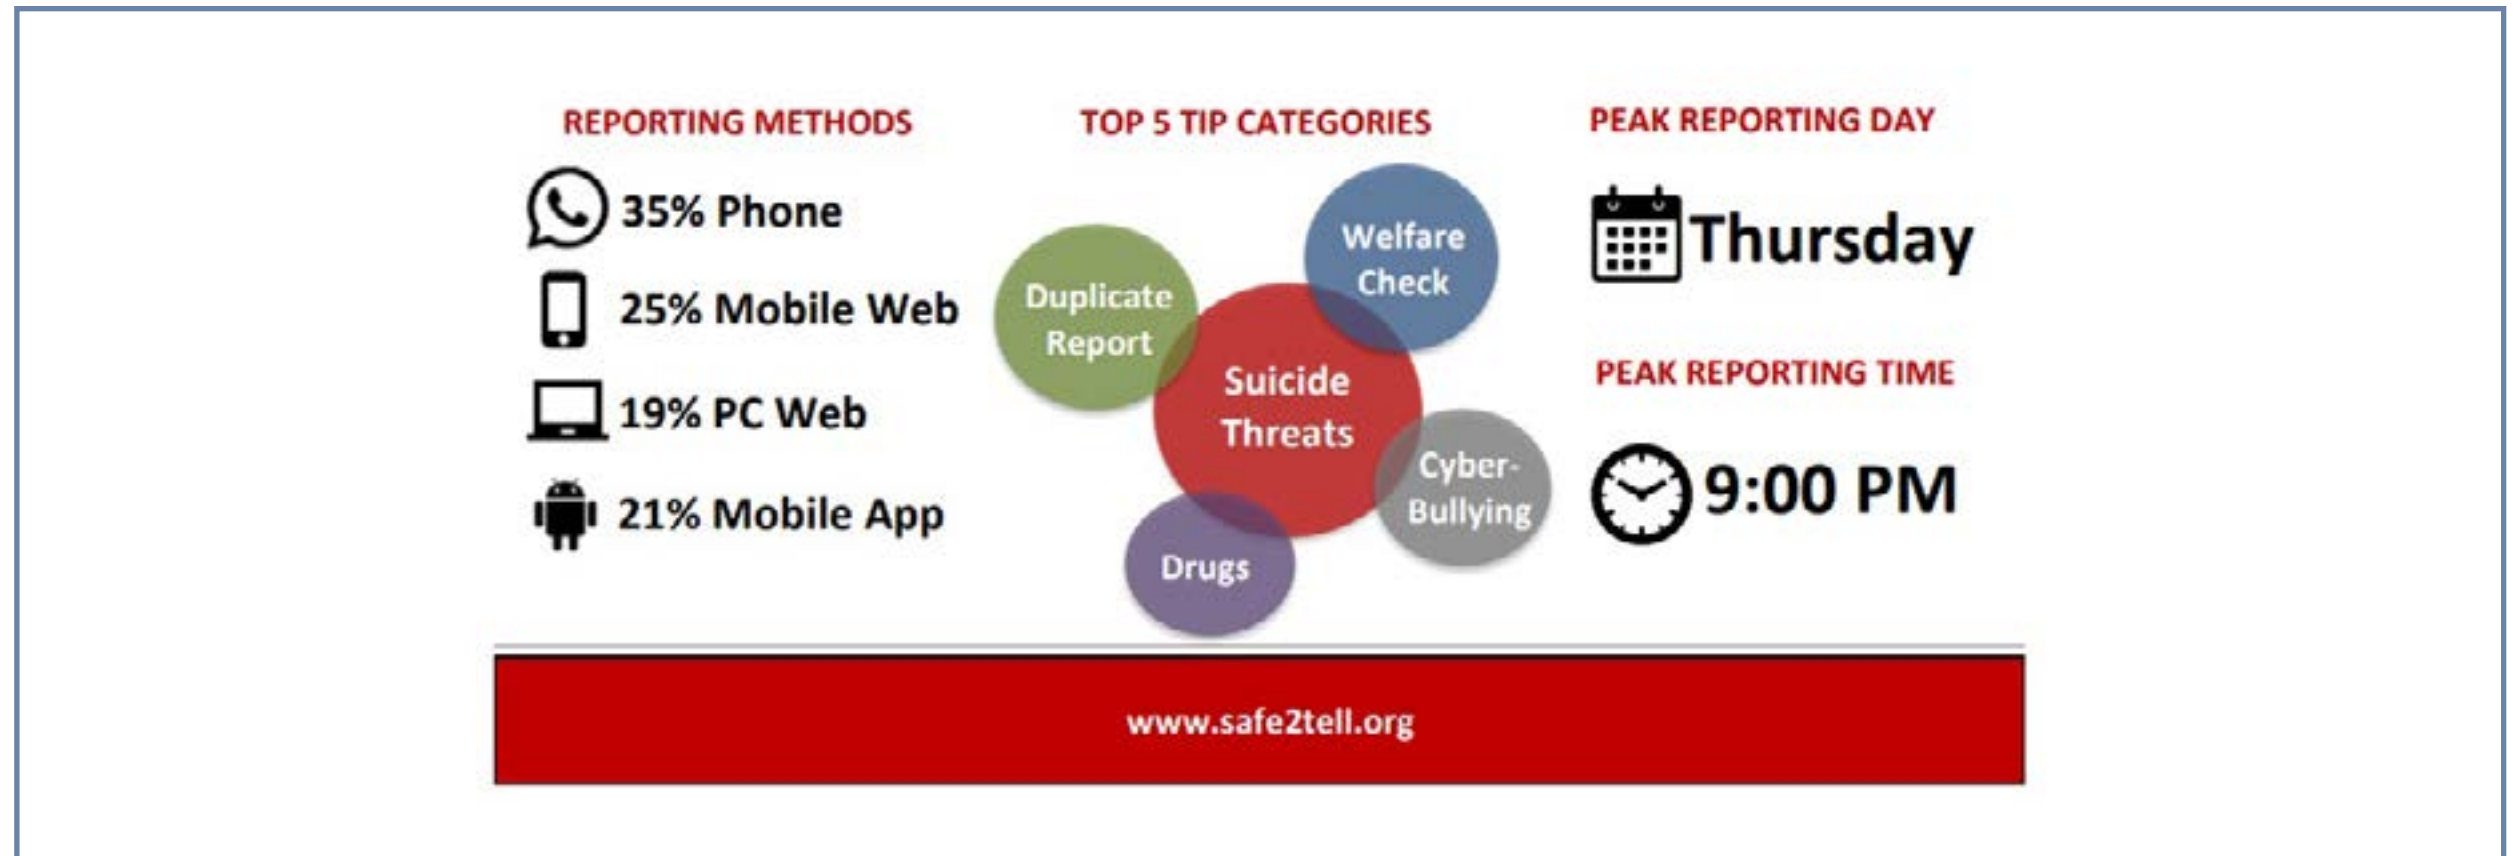 REPORTING METHODS
35% Phone
25% Mobile Web
19% PC Web
21% Mobile App
TOP 5 TIP CATEGORIES
Welfare
Check
Duplicate
Report
Suicide
Threats
Cyber-
Bullying
Drugs
PEAK REPORTING DAY
Thursday
PEAK REPORTING TIME
9:00 PM
www.safe2tell.org